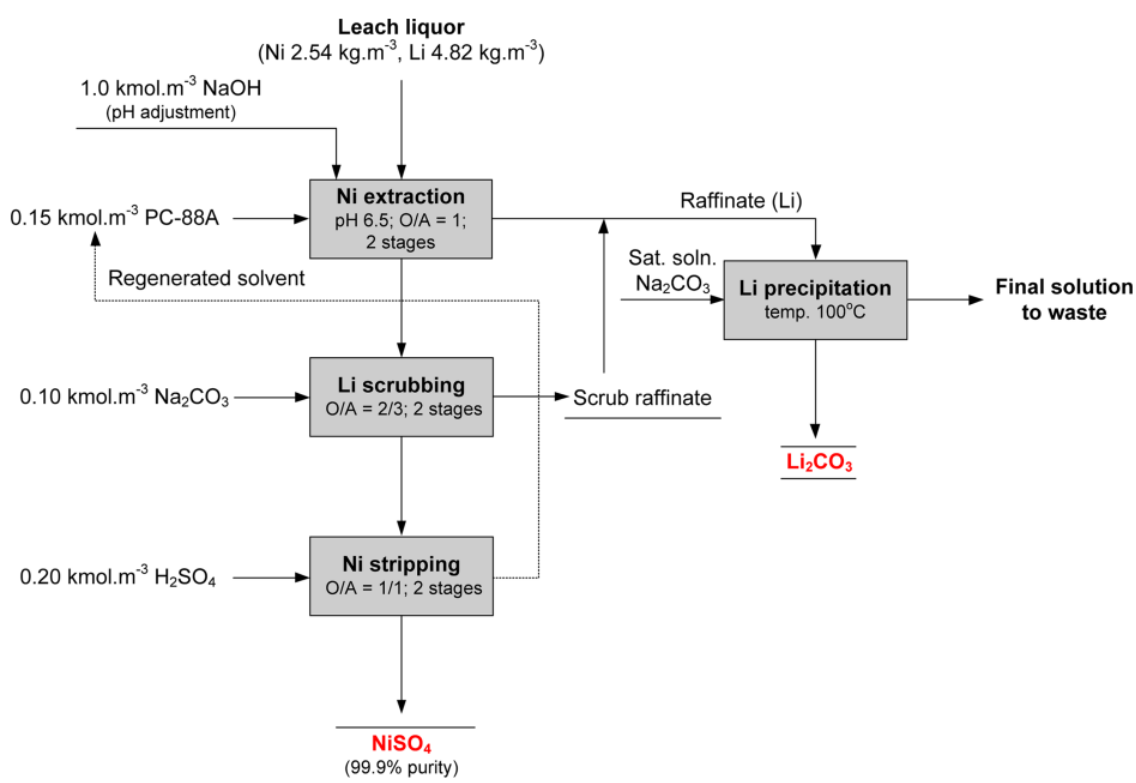 Leach liquor
(Ni 2.54 kg.m⁻³, Li 4.82 kg.m⁻³)
1.0 kmol.m⁻³ NaOH
(pH adjustment)
Ni extraction
pH 6.5; O/A = 1;
2 stages
0.15 kmol.m⁻³ PC-88A
Raffinate (Li)
Regenerated solvent
Sat. soln.
Na₂CO₃
Li precipitation
temp. 100°C
Final solution
to waste
Li scrubbing
O/A = 2/3; 2 stages
0.10 kmol.m⁻³ Na₂CO₃
Scrub raffinate
Li₂CO₃
Ni stripping
O/A = 1/1; 2 stages
0.20 kmol.m⁻³ H₂SO₄
NiSO₄
(99.9% purity)